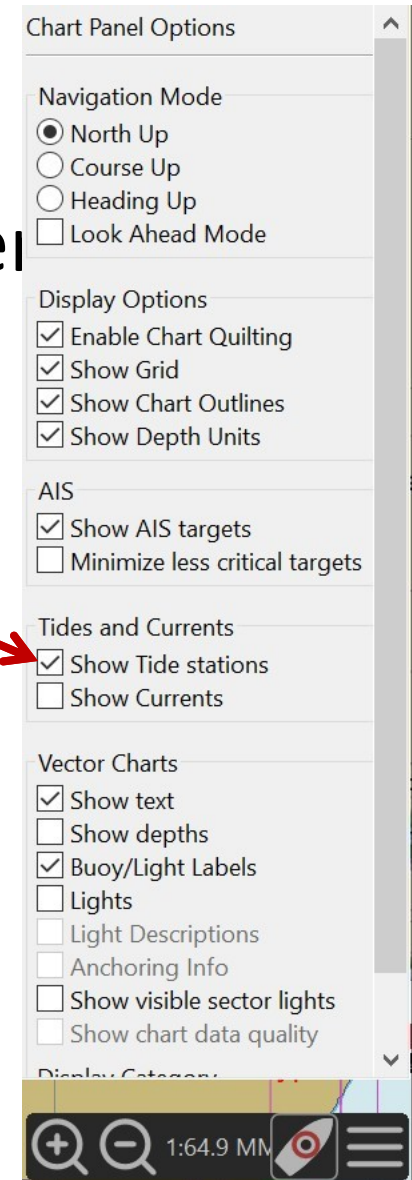 Chart Panel Options
Navigation Mode
North Up
Course Up
Heading Up
Look Ahead Mode
Display Options
Enable Chart Quilting
Show Grid
Show Chart Outlines
Show Depth Units
AIS
Show AIS targets
Minimize less critical targets
Tides and Currents
Show Tide stations
Show Currents
Vector Charts
Show text
Show depths
Buoy/Light Labels
Lights
Light Descriptions
Anchoring Info
Show visible sector lights
Show chart data quality
Display Category
1:64.9 MM